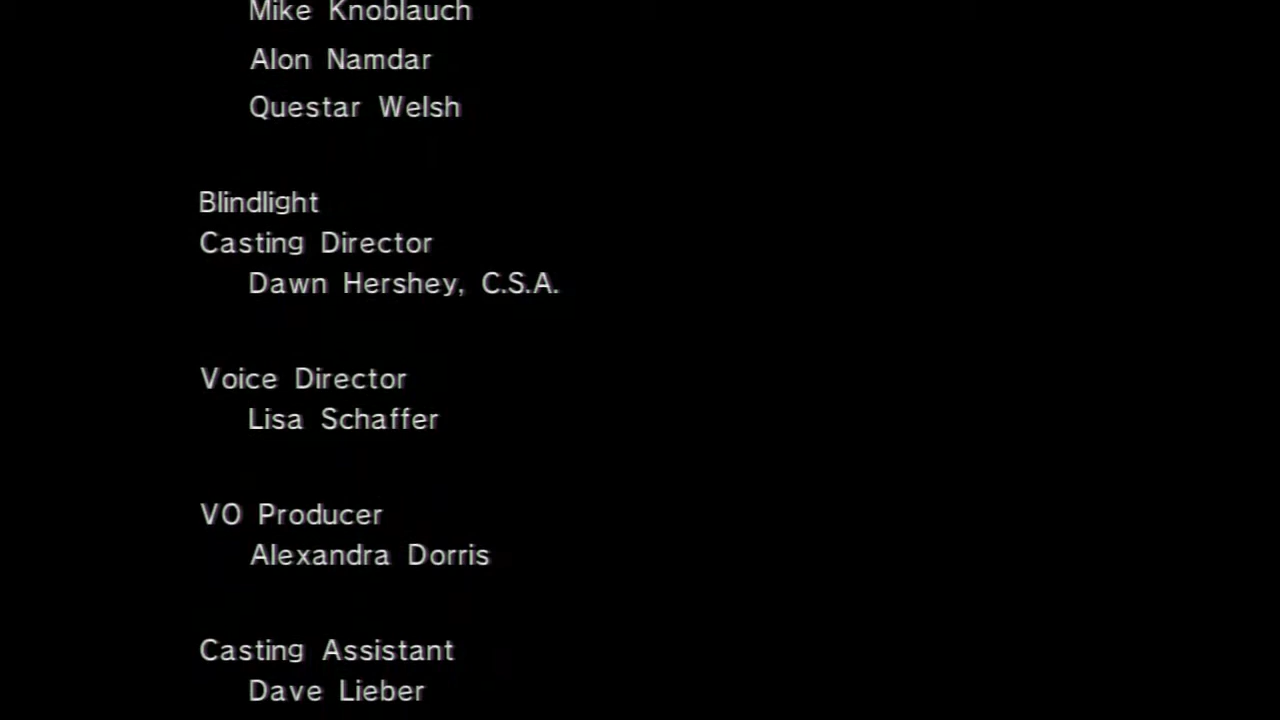 Mike Knoblauch
Alon Namdar
Questar Welsh
Blindlight
Casting Director
Dawn Hershey, C.S.A.
Voice Director
Lisa Schaffer
VO Producer
Alexandra Dorris
Casting Assistant
Dave Lieber